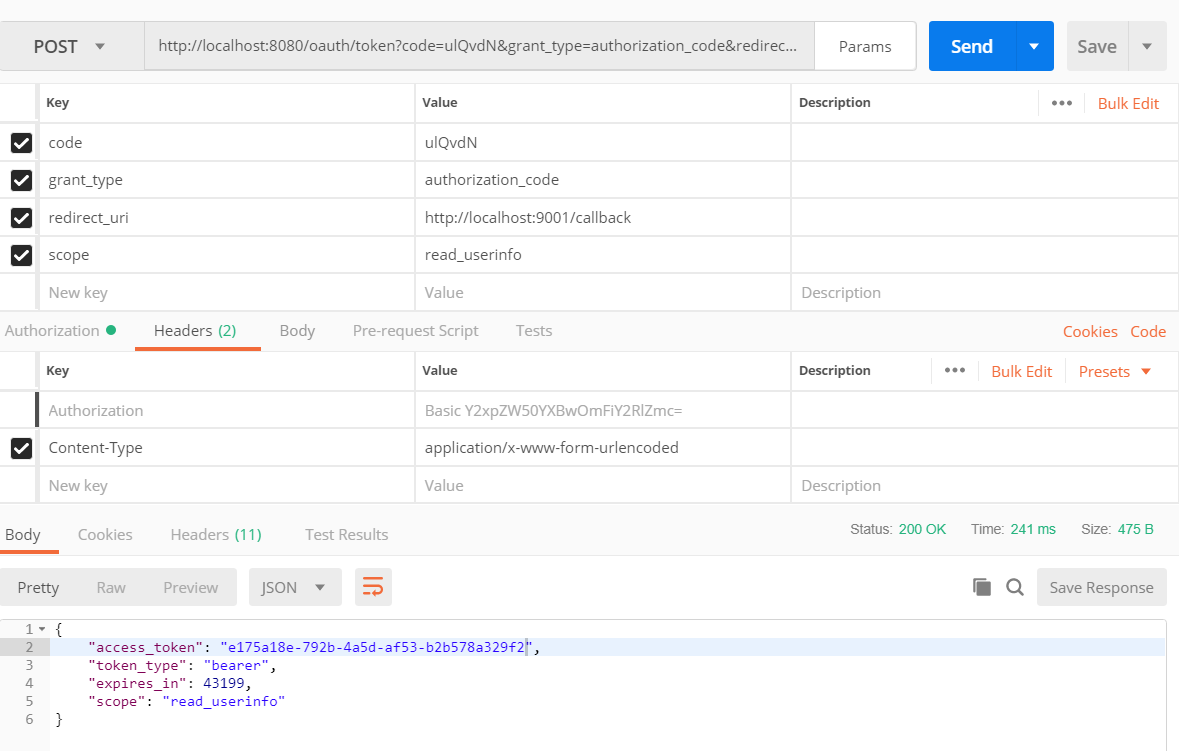 POST http://localhost:8080/oauth/token?code=ulQvdN&grant_type=authorization_code&redirec... Params Send Save
Key Value Description ••• Bulk Edit
code ulQvdN
grant_type authorization_code
redirect_uri http://localhost:9001/callback
scope read_userinfo
New key Value Description
Authorization Headers (2) Body Pre-request Script Tests Cookies Code
Key Value Description ••• Bulk Edit Presets
Authorization Basic Y2xpZW50YXBwOmFiY2RlZmc=
Content-Type application/x-www-form-urlencoded
New key Value Description
Body Cookies Headers (11) Test Results Status: 200 OK Time: 241 ms Size: 475 B
Pretty Raw Preview JSON Save Response
1 {
2 "access_token": "e175a18e-792b-4a5d-af53-b2b578a329f2",
3 "token_type": "bearer",
4 "expires_in": 43199,
5 "scope": "read_userinfo"
6 }